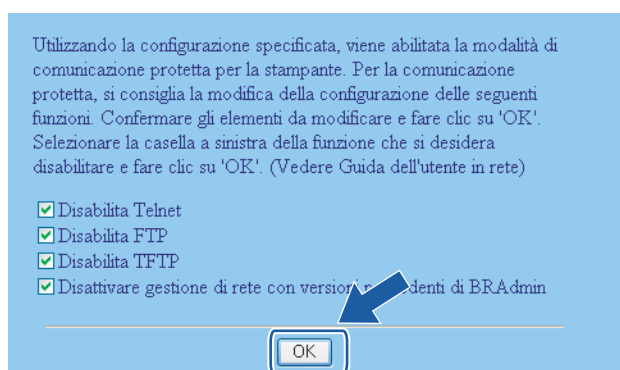 Utilizzando la configurazione specificata, viene abilitata la modalità di
comunicazione protetta per la stampante. Per la comunicazione
protetta, si consiglia la modifica della configurazione delle seguenti
funzioni. Confermare gli elementi da modificare e fare clic su 'OK'.
Selezionare la casella a sinistra della funzione che si desidera
disabilitare e fare clic su 'OK'. (Vedere Guida dell'utente in rete)
Disabilita Telnet
Disabilita FTP
Disabilita TFTP
Disattivare gestione di rete con versioni di BRAdmin
OK